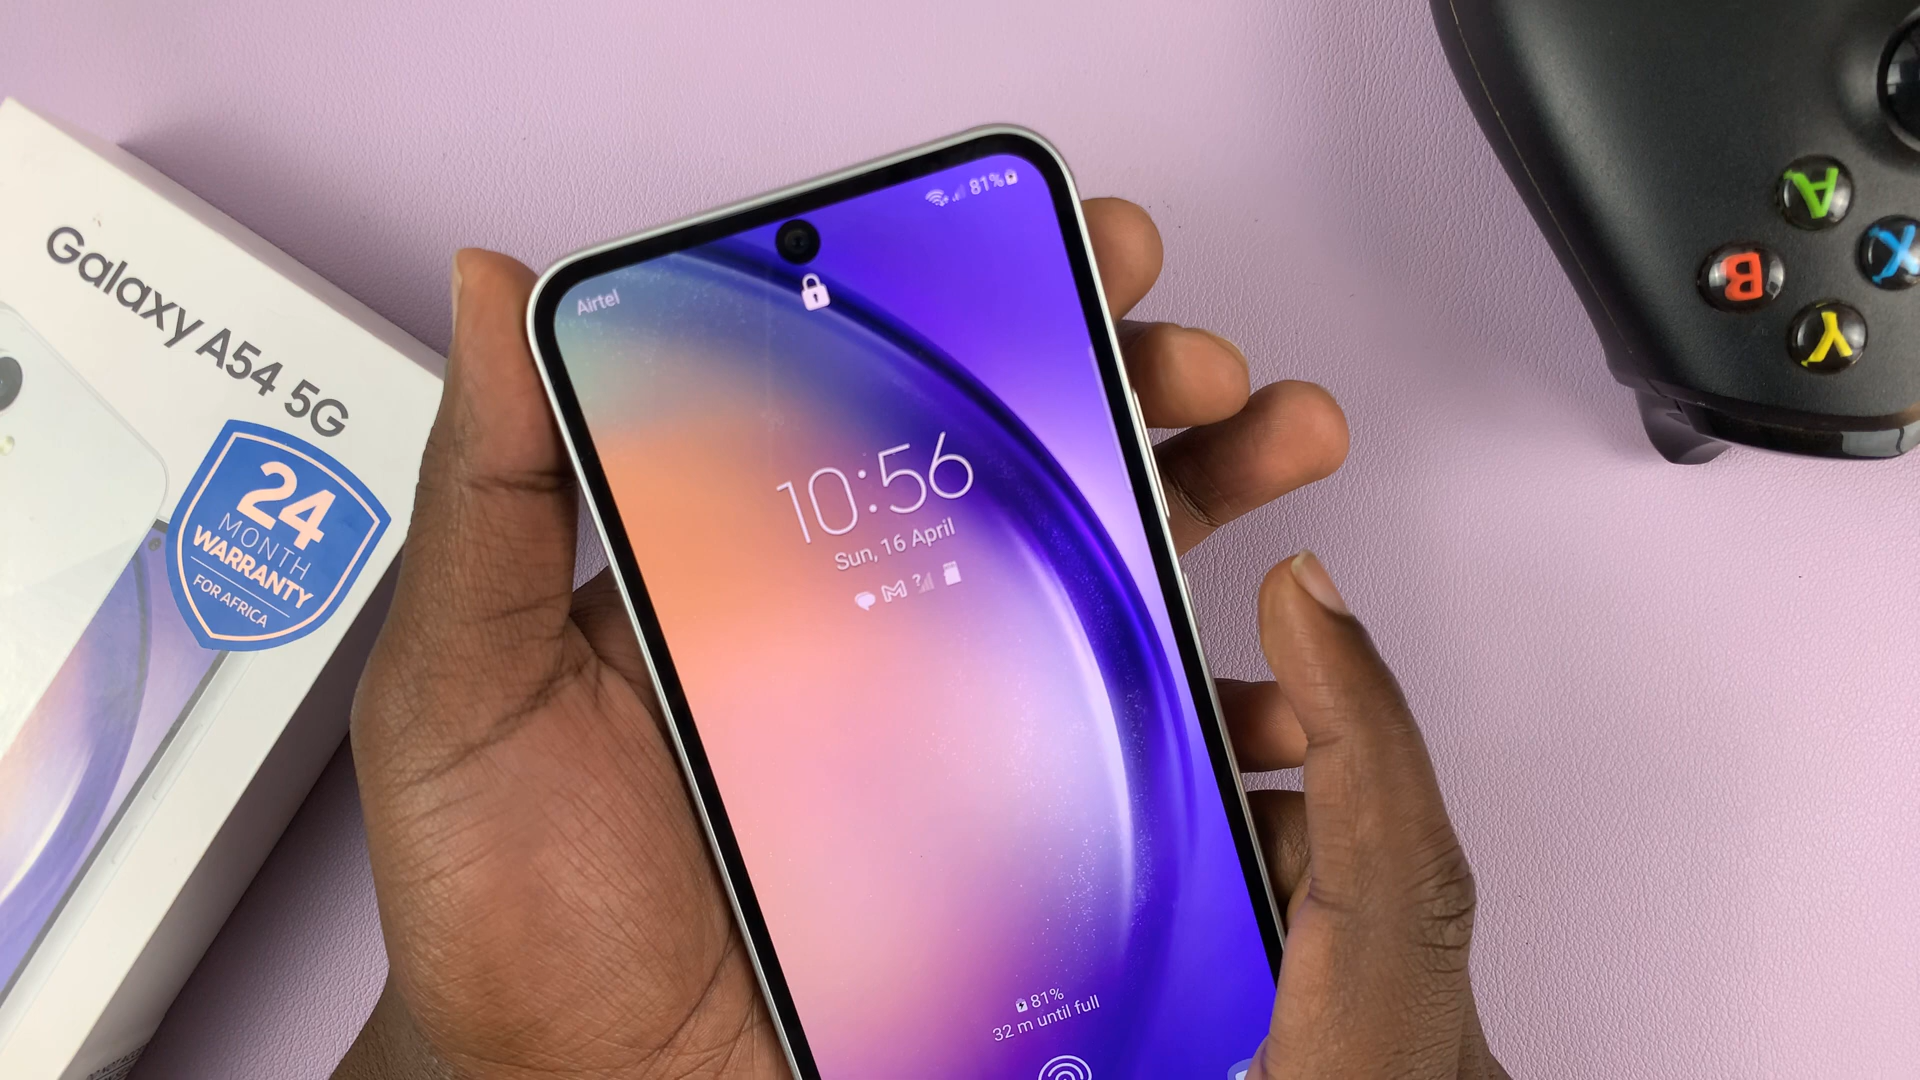 Galaxy A54 5G
24
MONTH
WARRANTY
FOR AFRICA
81%
Airtel
10:56
Sun, 16 April
81%
32 m until full
A
B
X
Y